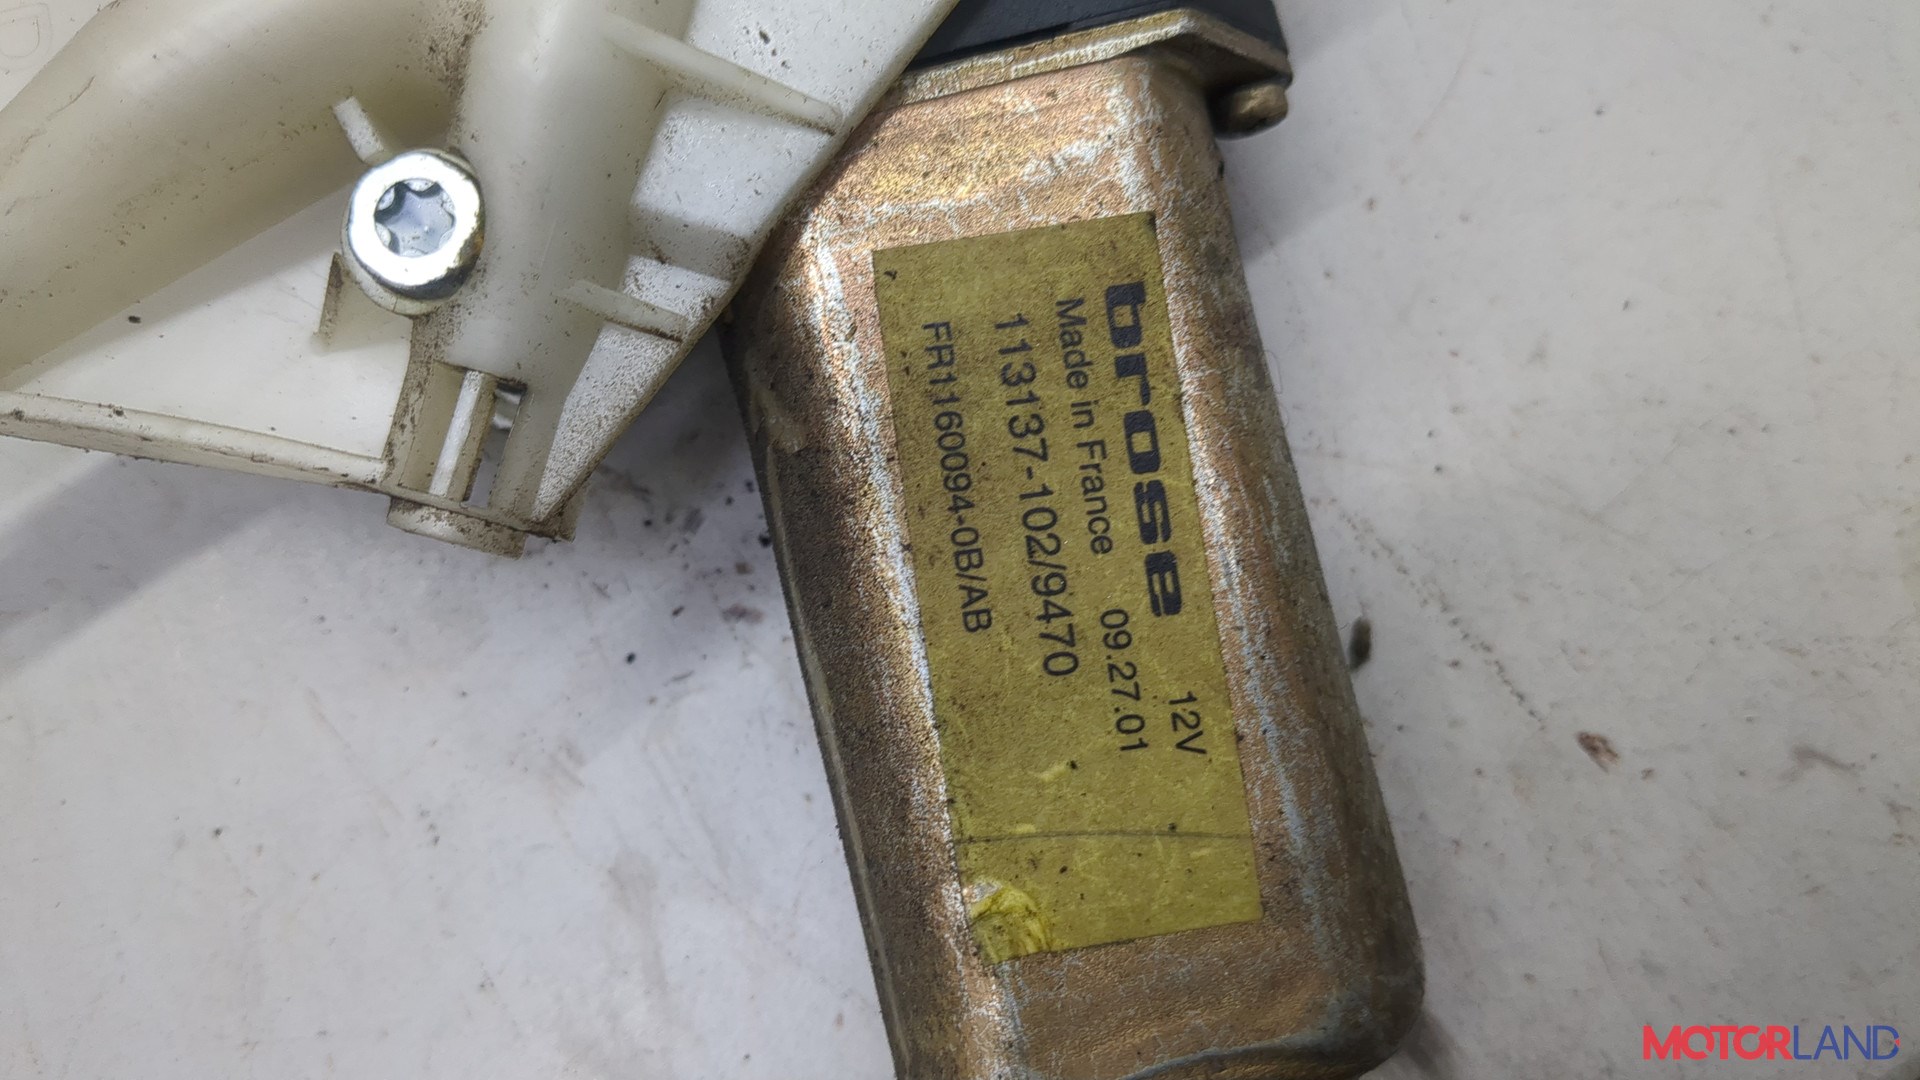 brose 12V
Made in France 09.27.01
113137-102/9470
FR1160094-0B/AB
MOTORLAND